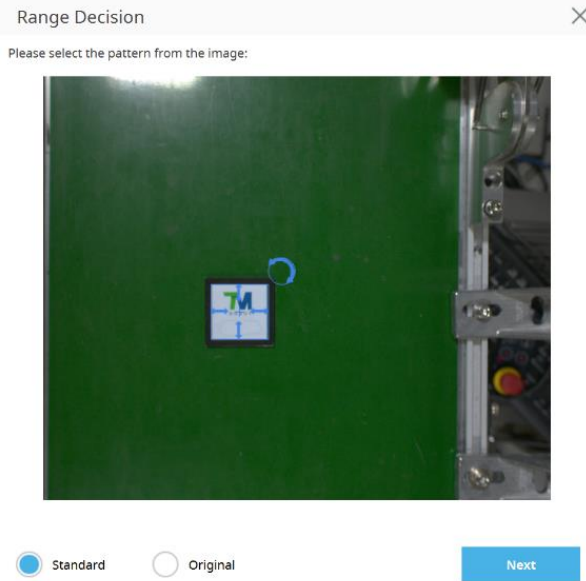 Range Decision
Please select the pattern from the image:
TM
Standard
Original
Next